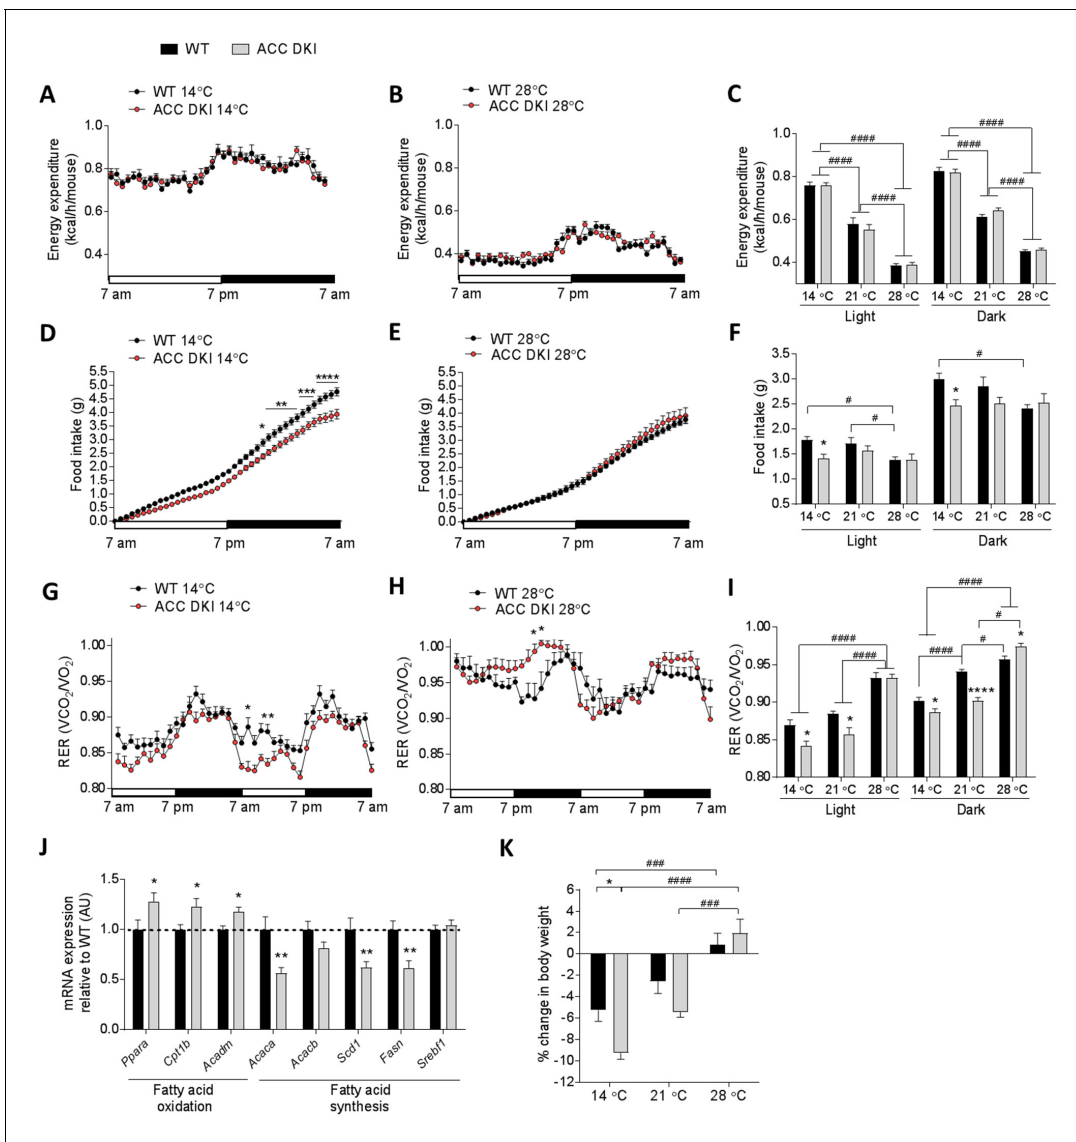 WT ACC DKI
A
WT 14°C
ACC DKI 14°C
Energy expenditure
(kcal/h/mouse)
1.0
0.8
0.6
0.4
7 am 7 pm 7 am
B
WT 28°C
ACC DKI 28°C
Energy expenditure
(kcal/h/mouse)
1.0
0.8
0.6
0.4
7 am 7 pm 7 am
C
Energy expenditure
(kcal/h/mouse)
1.0
0.8
0.6
0.4
####
####
####
####
####
####
14 °C 21 °C 28 °C 14 °C 21 °C 28 °C
Light Dark
D
WT 14°C
ACC DKI 14°C
Food intake (g)
5.5
5.0
4.5
4.0
3.5
3.0
2.5
2.0
1.5
1.0
0.5
0.0
* ** *** ****
7 am 7 pm 7 am
E
WT 28°C
ACC DKI 28°C
Food intake (g)
5.5
5.0
4.5
4.0
3.5
3.0
2.5
2.0
1.5
1.0
0.5
0.0
7 am 7 pm 7 am
F
Food intake (g)
3.5
3.0
2.5
2.0
1.5
1.0
0.5
#
#
*
#
*
14 °C 21 °C 28 °C 14 °C 21 °C 28 °C
Light Dark
G
WT 14°C
ACC DKI 14°C
RER (VCO2/VO2)
1.00
0.95
0.90
0.85
0.80
* **
7 am 7 pm 7 am 7 pm 7 am
H
WT 28°C
ACC DKI 28°C
RER (VCO2/VO2)
1.00
0.95
0.90
0.85
0.80
* *
7 am 7 pm 7 am 7 pm 7 am
I
RER (VCO2/VO2)
1.00
0.95
0.90
0.85
0.80
####
####
*
*
####
#
####
#
*
****
*
14 °C 21 °C 28 °C 14 °C 21 °C 28 °C
Light Dark
J
mRNA expression
relative to WT (AU)
1.5
1.0
0.5
0.0
* * * ** ** **
Ppara Cpt1b Acadm Acaca Acacb Scd1 Fasn Srebf1
Fatty acid
oxidation
Fatty acid
synthesis
K
% change in body weight
6
4
2
0
-2
-4
-6
-8
-10
-12
###
* ####
###
14 °C 21 °C 28 °C